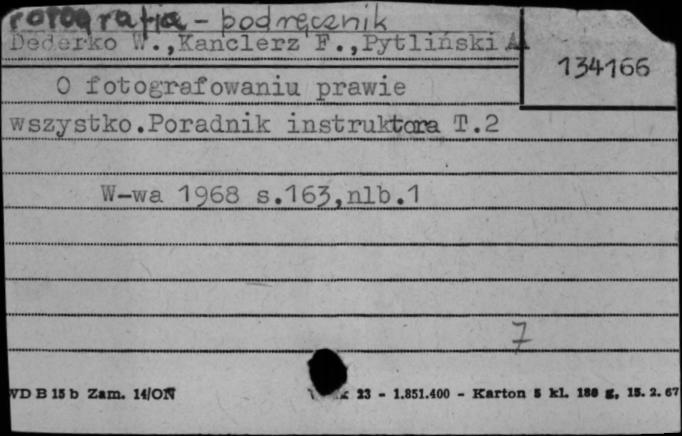 fotografia - podręcznik
Dederko W.,Kanclerz F.,Pytliński A
134166
O fotografowaniu prawie
wszystko.Poradnik instruktora T.2
W-wa 1968 s.163,nlb.1
7
WD B 15 b Zam. 14/ON 23 - 1.851.400 - Karton 5 kl. 180 g, 15. 2. 67